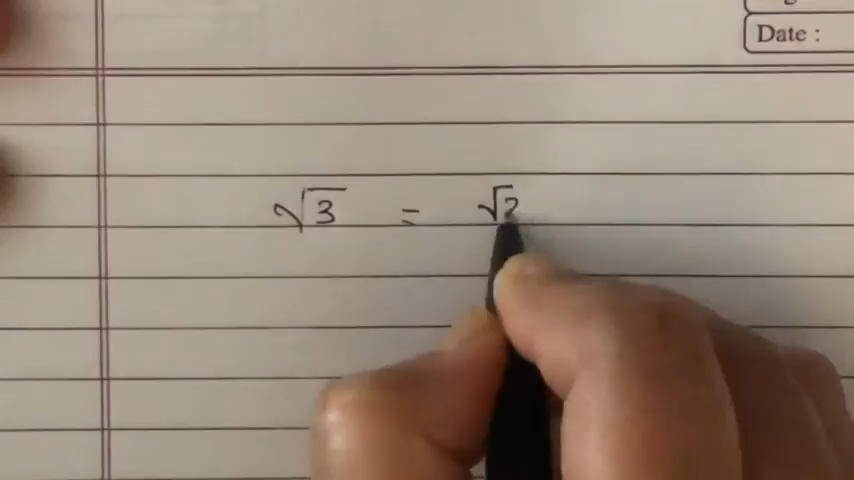 Date :
√3 = √2